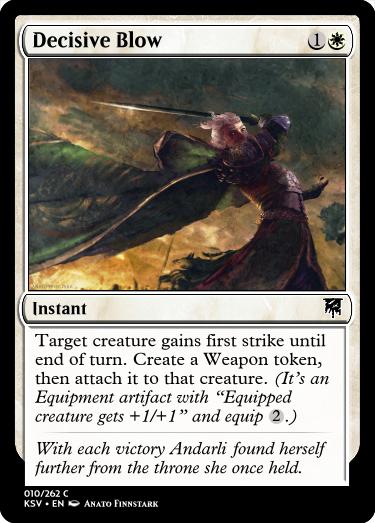 Decisive Blow 1
Instant
Target creature gains first strike until
end of turn. Create a Weapon token,
then attach it to that creature. (It's an
Equipment artifact with “Equipped
creature gets +1/+1” and equip 2.)
With each victory Andarli found herself
further from the throne she once held.
010/262 C
KSV • EN Anato Finnstark